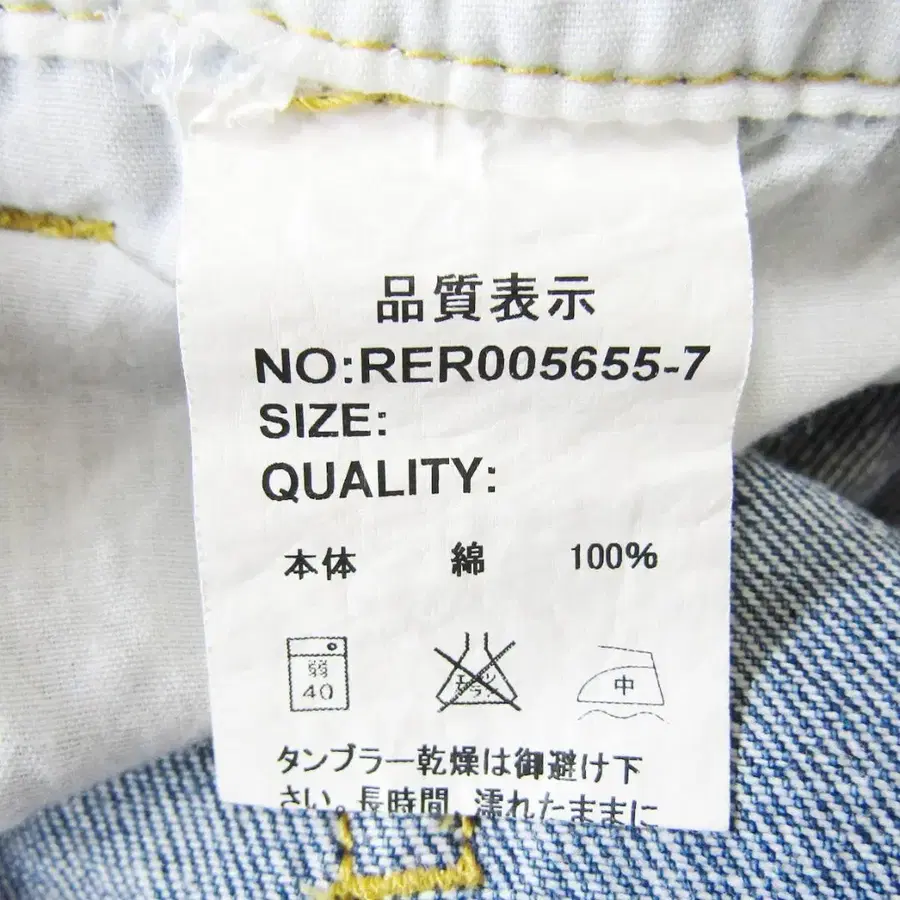 品質表示
NO:RER005655-7
SIZE:
QUALITY:
本体 綿 100%
弱
40
中
タンブラー乾燥は御避け下
さい。長時間、濡れたままに